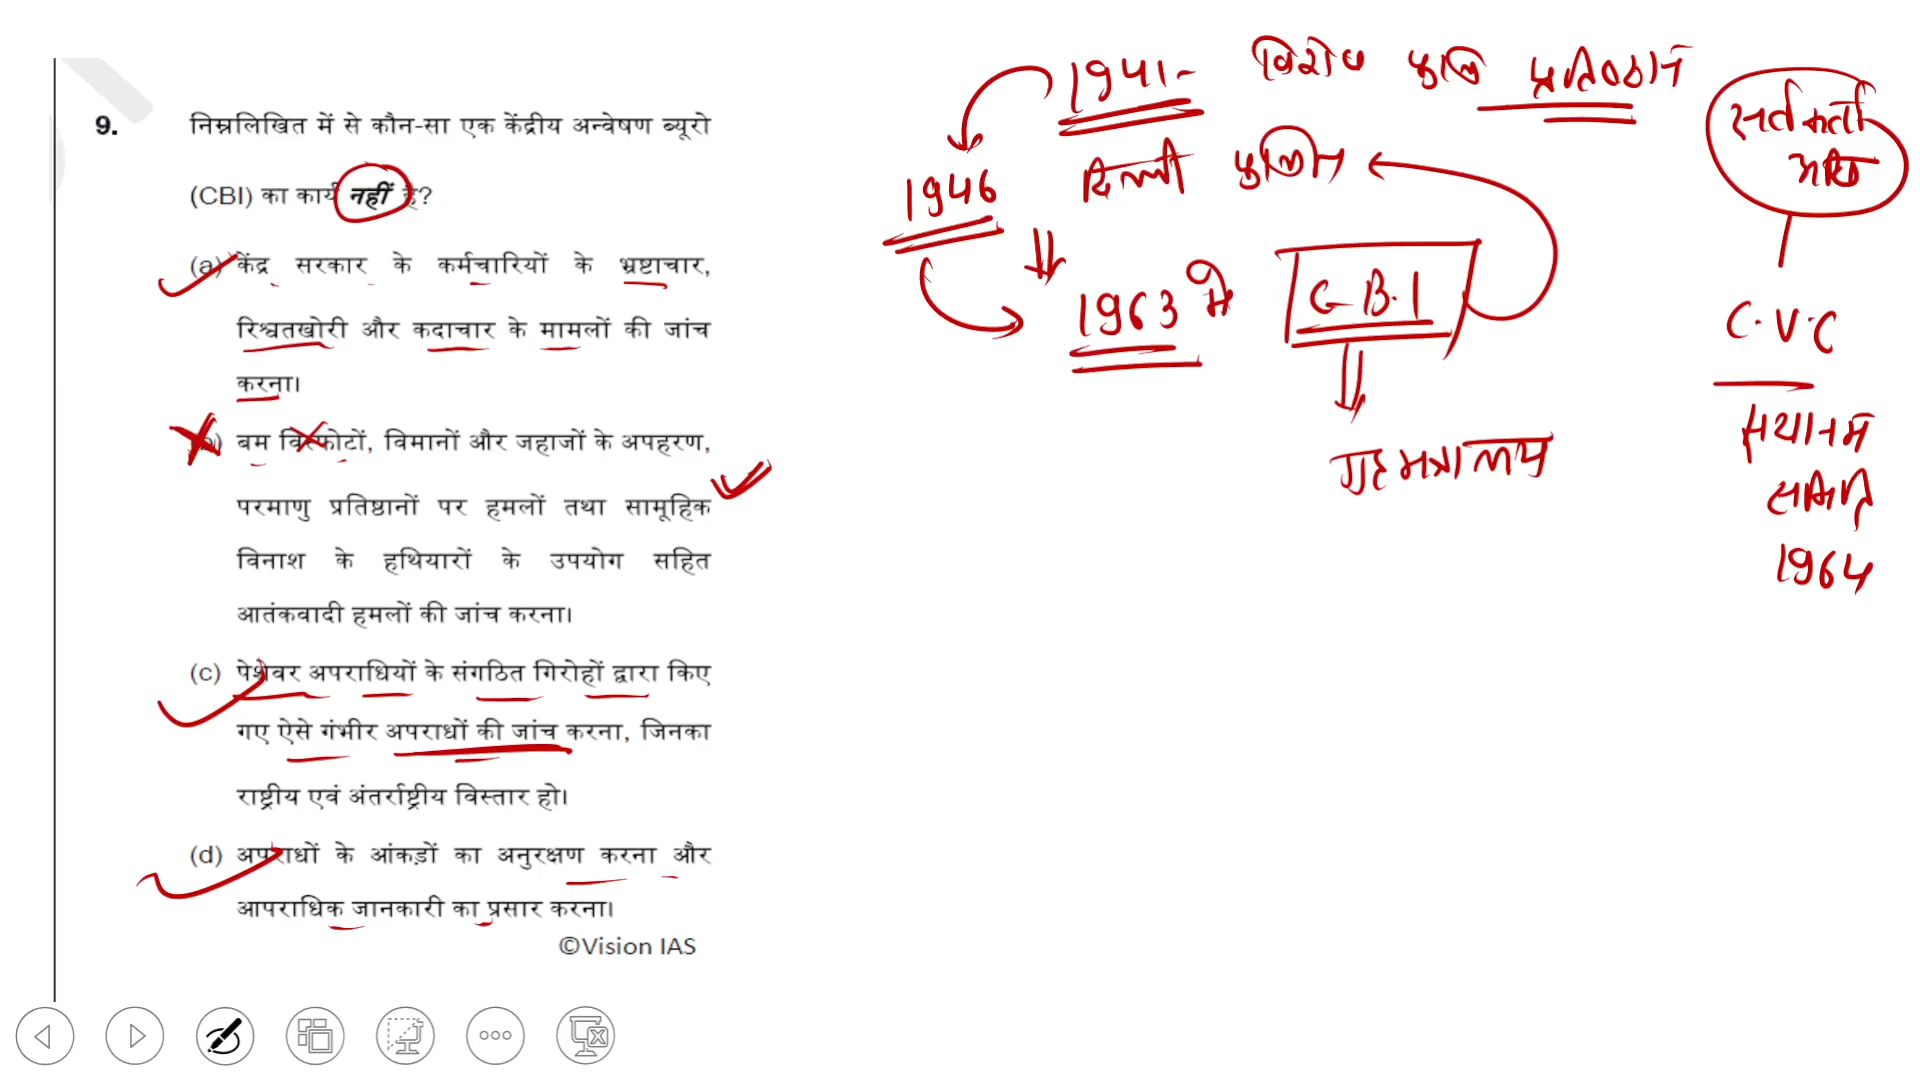 9. निम्नलिखित में से कौन-सा एक केंद्रीय अन्वेषण ब्यूरो
(CBI) का कार्य नहीं है?
(a) केंद्र सरकार के कर्मचारियों के भ्रष्टाचार,
रिश्वतखोरी और कदाचार के मामलों की जांच
करना।
(b) बम विस्फोटों, विमानों और जहाजों के अपहरण,
परमाणु प्रतिष्ठानों पर हमलों तथा सामूहिक
विनाश के हथियारों के उपयोग सहित
आतंकवादी हमलों की जांच करना।
(c) पेशेवर अपराधियों के संगठित गिरोहों द्वारा किए
गए ऐसे गंभीर अपराधों की जांच करना, जिनका
राष्ट्रीय एवं अंतर्राष्ट्रीय विस्तार हो।
(d) अपराधों के आंकड़ों का अनुरक्षण करना और
आपराधिक जानकारी का प्रसार करना।
©Vision IAS
1941- विशेष प्रतिष्ठान
1946 दिल्ली पुलिस
1963 में C.B.I
गृहमंत्रालय
सतर्कता
C.V.C
संथानम
समिति
1964